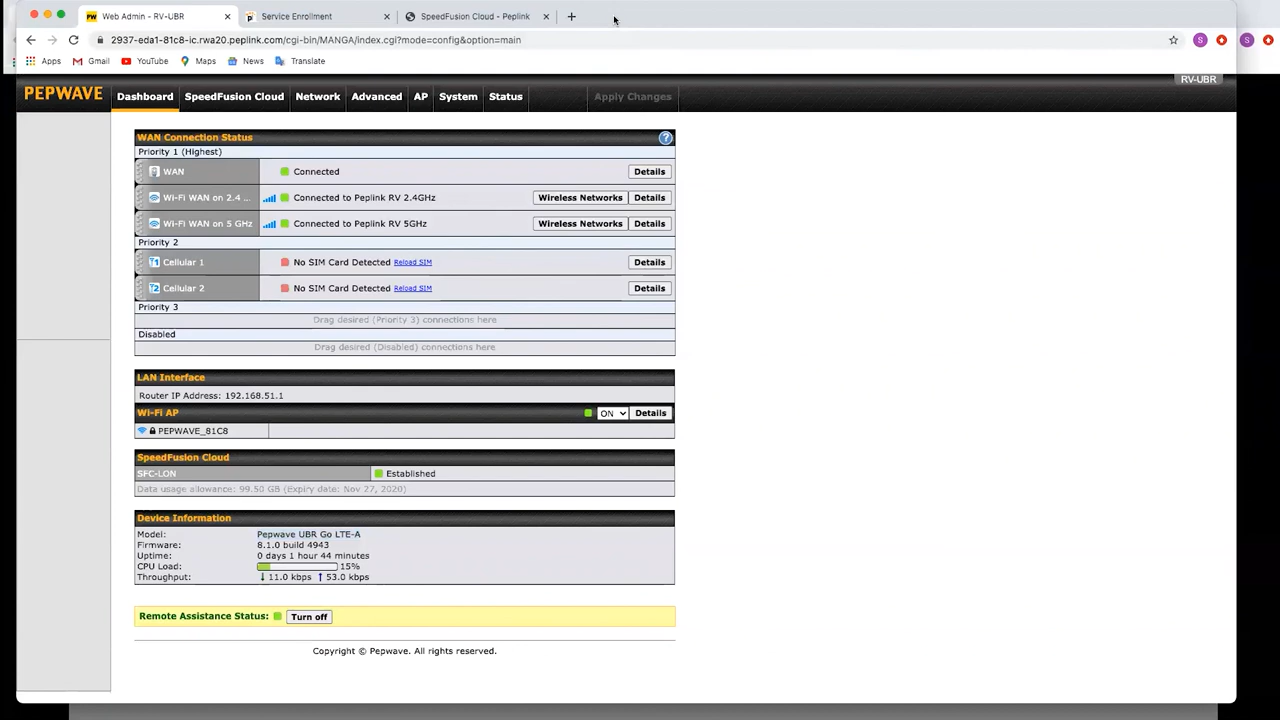 Web Admin - RV-UBR
Service Enrollment
SpeedFusion Cloud - Peplink
2937-eda1-81c8-ic.rwa20.peplink.com/cgi-bin/MANGA/index.cgi?mode=config&option=main
S
S
Apps Gmail YouTube Maps News Translate
RV-UBR
PEPWAVE Dashboard SpeedFusion Cloud Network Advanced AP System Status Apply Changes
WAN Connection Status
Priority 1 (Highest)
WAN Connected Details
Wi-Fi WAN on 2.4 ... Connected to Peplink RV 2.4GHz Wireless Networks Details
Wi-Fi WAN on 5 GHz Connected to Peplink RV 5GHz Wireless Networks Details
Priority 2
1 Cellular 1 No SIM Card Detected Reload SIM Details
2 Cellular 2 No SIM Card Detected Reload SIM Details
Priority 3
Drag desired (Priority 3) connections here
Disabled
Drag desired (Disabled) connections here
LAN Interface
Router IP Address: 192.168.51.1
Wi-Fi AP ON Details
PEPWAVE_81C8
SpeedFusion Cloud
SFC-LON Established
Data usage allowance: 99.50 GB (Expiry date: Nov 27, 2020)
Device Information
Model: Pepwave UBR Go LTE-A
Firmware: 8.1.0 build 4943
Uptime: 0 days 1 hour 44 minutes
CPU Load: 15%
Throughput: ↓ 11.0 kbps ↑ 53.0 kbps
Remote Assistance Status: Turn off
Copyright © Pepwave. All rights reserved.